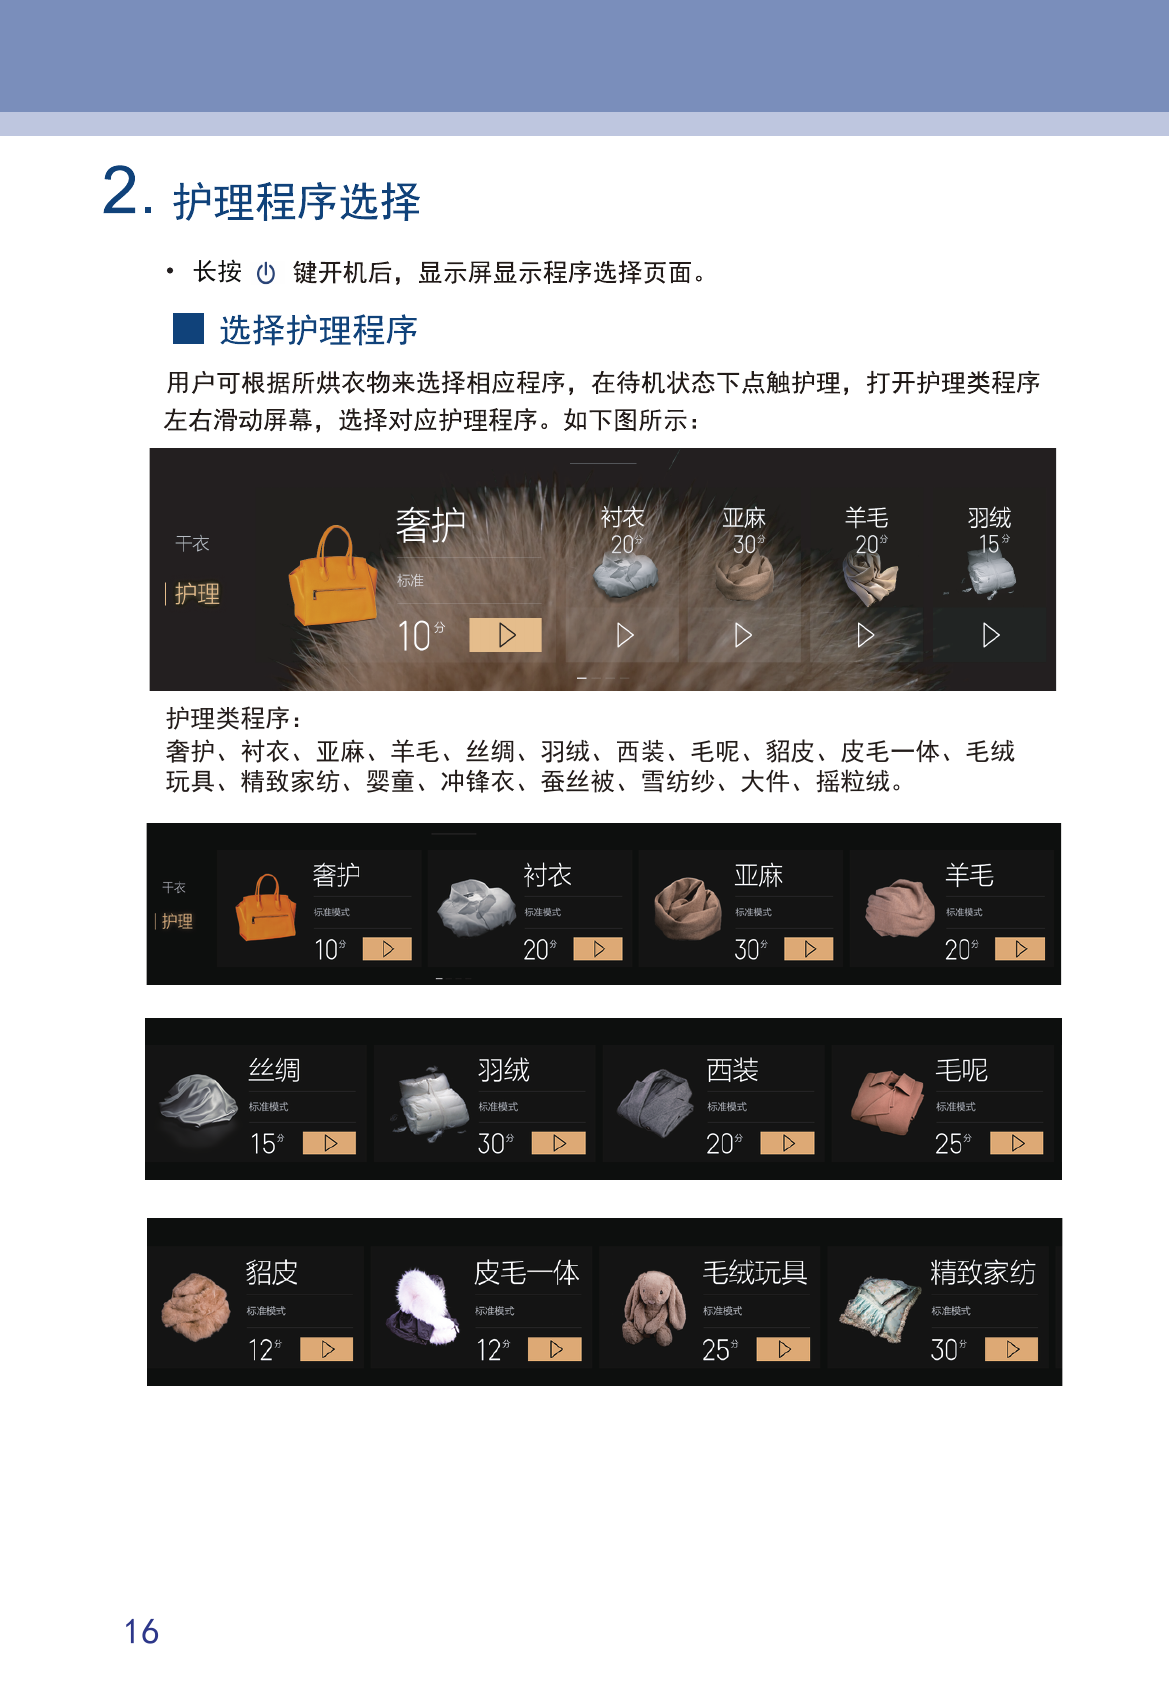 2. 护理程序选择
• 长按 键开机后，显示屏显示程序选择页面。
■ 选择护理程序
用户可根据所烘衣物来选择相应程序，在待机状态下点触护理，打开护理类程序
左右滑动屏幕，选择对应护理程序。如下图所示：
干衣
护理
奢护
标准
10分
衬衣
20分
亚麻
30分
羊毛
20分
羽绒
15分
护理类程序：
奢护、衬衣、亚麻、羊毛、丝绸、羽绒、西装、毛呢、貂皮、皮毛一体、毛绒
玩具、精致家纺、婴童、冲锋衣、蚕丝被、雪纺纱、大件、摇粒绒。
干衣
护理
奢护
标准模式
10分
衬衣
标准模式
20分
亚麻
标准模式
30分
羊毛
标准模式
20分
丝绸
标准模式
15分
羽绒
标准模式
30分
西装
标准模式
20分
毛呢
标准模式
25分
貂皮
标准模式
12分
皮毛一体
标准模式
12分
毛绒玩具
标准模式
25分
精致家纺
标准模式
30分
16